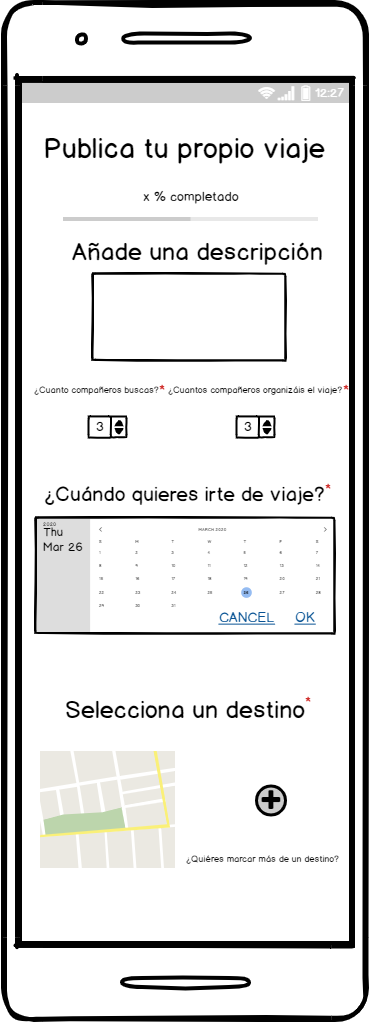 12:27
Publica tu propio viaje
x % completado
Añade una descripción
¿Cuanto compañeros buscas?* ¿Cuantos compañeros organizáis el viaje?*
3 3
¿Cuándo quieres irte de viaje?*
2020
Thu
Mar 26
< MARCH 2020 >
S M T W T F S
1 2 3 4 5 6 7
8 9 10 11 12 13 14
15 16 17 18 19 20 21
22 23 24 25 26 27 28
29 30 31
CANCEL OK
Selecciona un destino*
¿Quiéres marcar más de un destino?